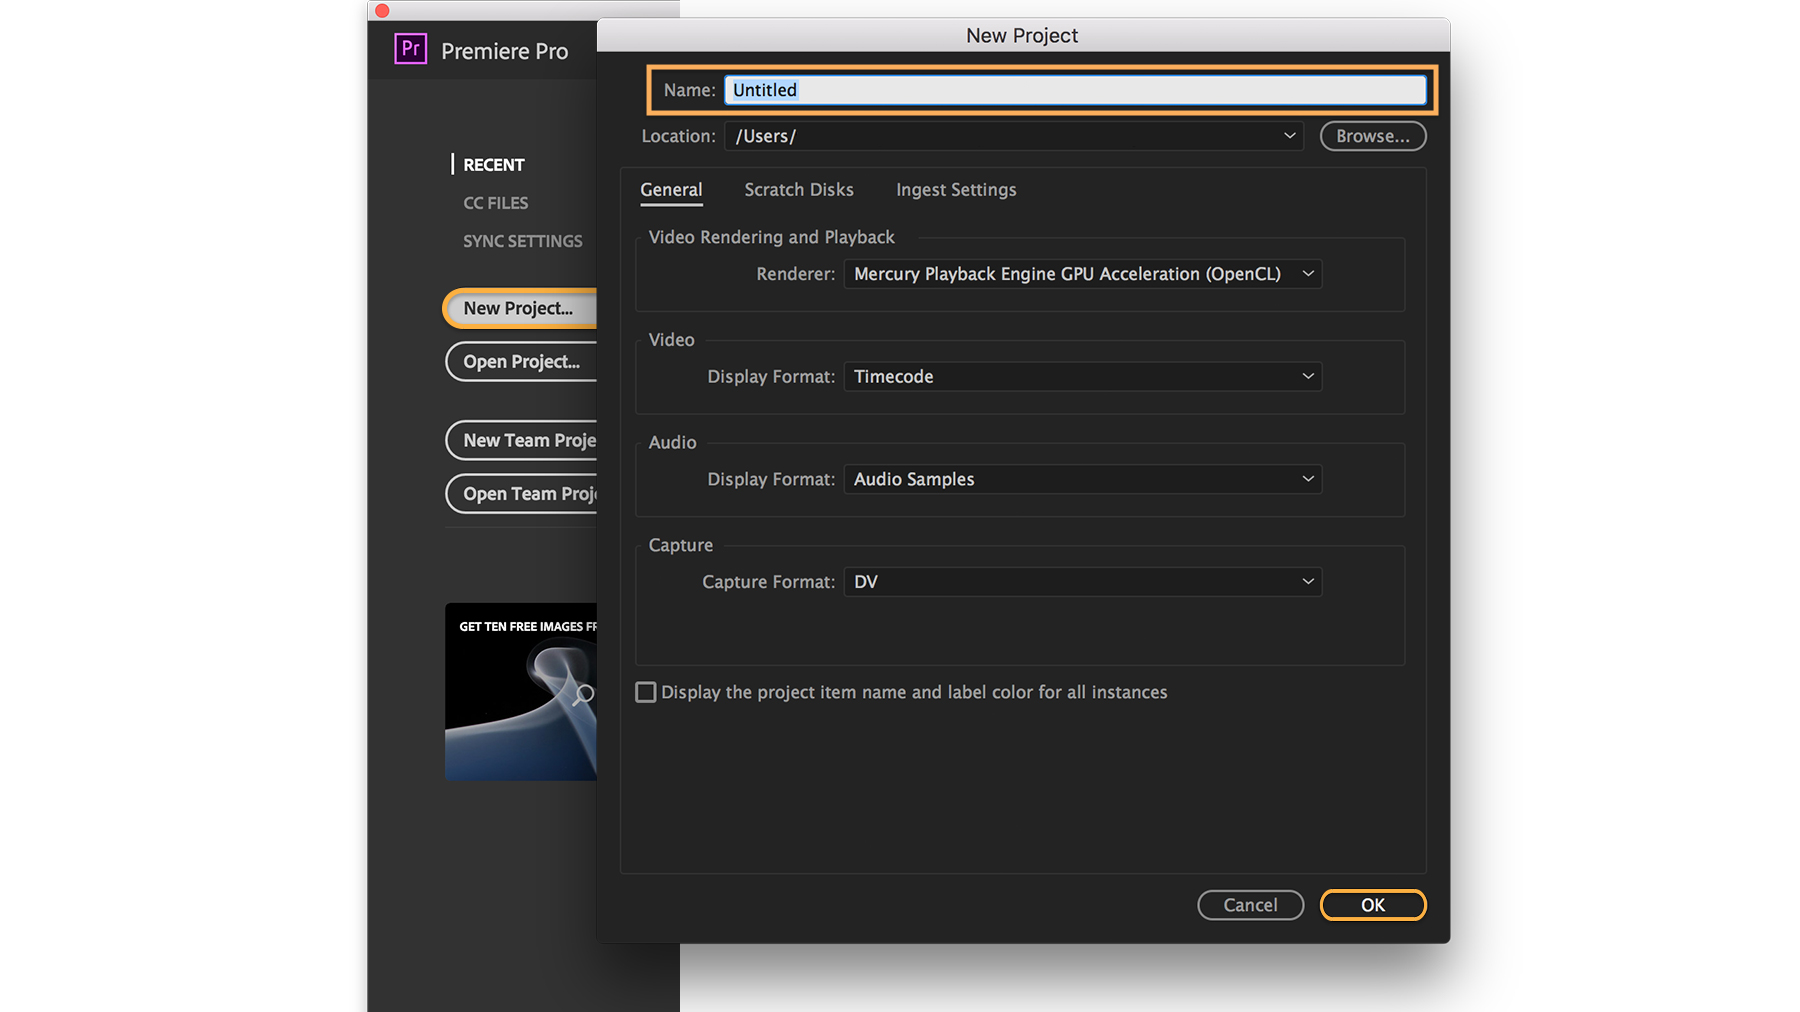 Pr Premiere Pro
RECENT
CC FILES
SYNC SETTINGS
New Project...
Open Project...
New Team Proje
Open Team Proj
GET TEN FREE IMAGES FR
New Project
Name: Untitled
Location: /Users/ Browse...
General Scratch Disks Ingest Settings
Video Rendering and Playback
Renderer: Mercury Playback Engine GPU Acceleration (OpenCL)
Video
Display Format: Timecode
Audio
Display Format: Audio Samples
Capture
Capture Format: DV
Display the project item name and label color for all instances
Cancel OK